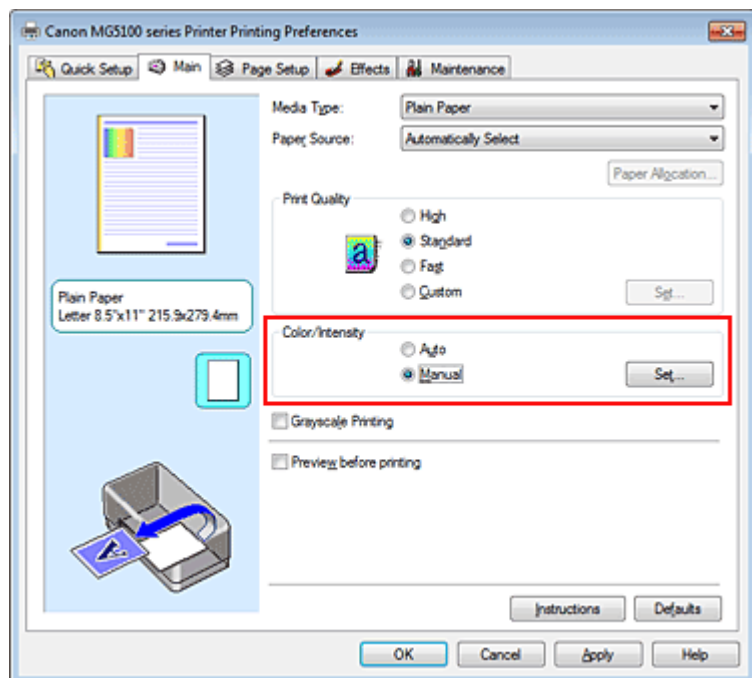 Canon MG5100 series Printer Printing Preferences
Quick Setup
Main
Page Setup
Effects
Maintenance
Media Type:
Plain Paper
Paper Source:
Automatically Select
Paper Allocation...
Print Quality
High
a
Standard
Fast
Custom
Set...
Plain Paper
Letter 8.5"x11" 215.9x279.4mm
Color/Intensity
Auto
Manual
Set...
Grayscale Printing
Preview before printing
A
Instructions
Defaults
OK
Cancel
Apply
Help